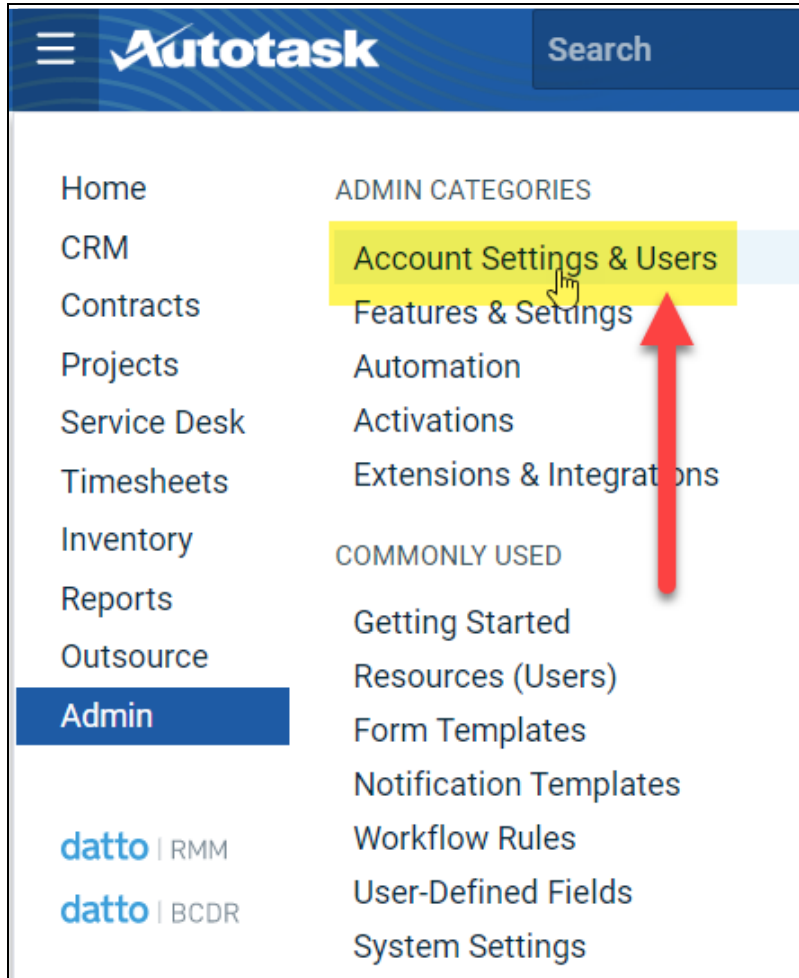 Autotask
Search
Home
CRM
Contracts
Projects
Service Desk
Timesheets
Inventory
Reports
Outsource
Admin
datto | RMM
datto | BCDR
ADMIN CATEGORIES
Account Settings & Users
Features & Settings
Automation
Activations
Extensions & Integrations
COMMONLY USED
Getting Started
Resources (Users)
Form Templates
Notification Templates
Workflow Rules
User-Defined Fields
System Settings